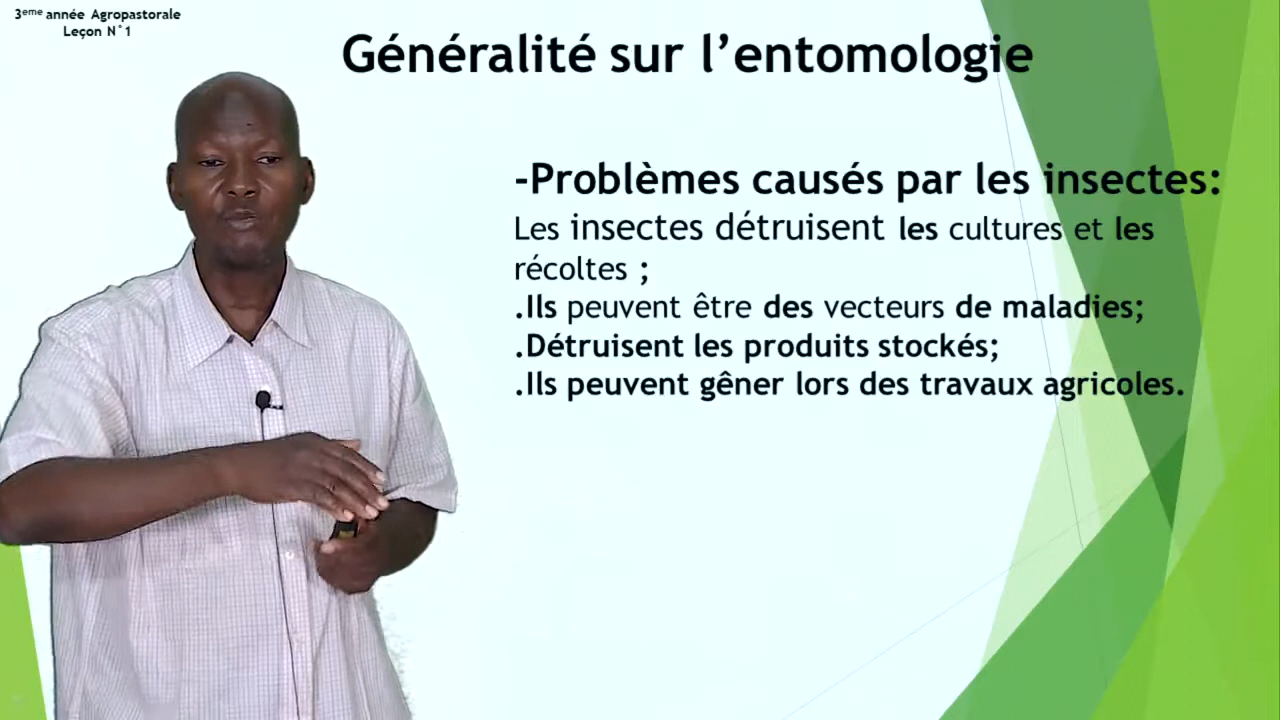 3eme année Agropastorale
Leçon N°1
Généralité sur l’entomologie
-Problèmes causés par les insectes:
Les insectes détruisent les cultures et les
récoltes ;
.Ils peuvent être des vecteurs de maladies;
.Détruisent les produits stockés;
.Ils peuvent gêner lors des travaux agricoles.